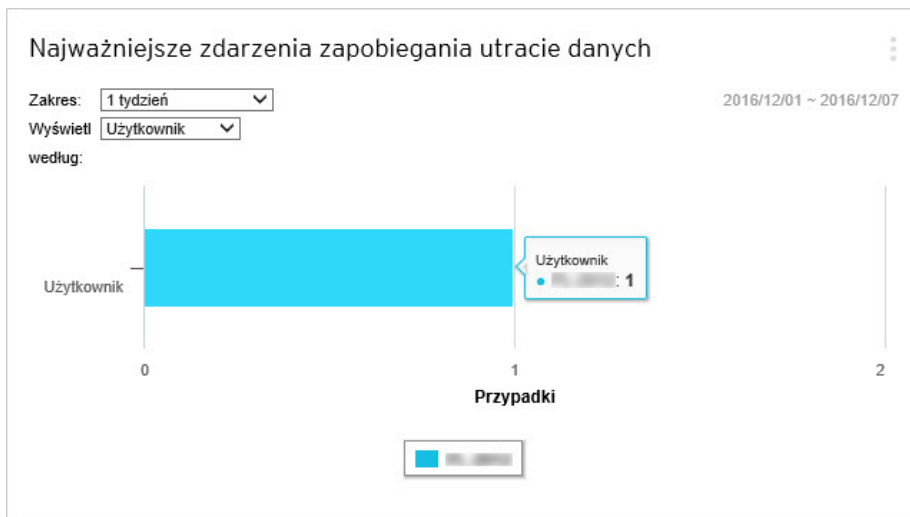 Najważniejsze zdarzenia zapobiegania utracie danych
Zakres: 1 tydzień 2016/12/01 ~ 2016/12/07
Wyświetl Użytkownik
według:
Użytkownik
: 1
Użytkownik
0 1 2
Przypadki